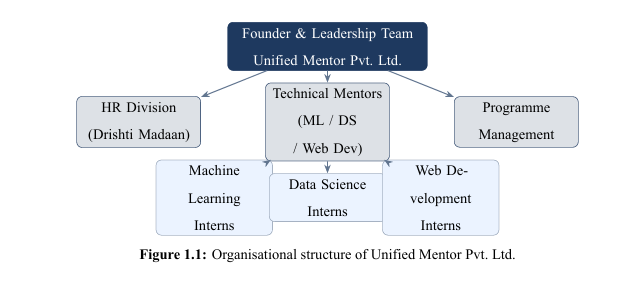 Founder & Leadership Team
Unified Mentor Pvt. Ltd.
HR Division
(Drishti Madaan)
Technical Mentors
(ML / DS
/ Web Dev)
Programme
Management
Machine
Learning
Interns
Data Science
Interns
Web De-
velopment
Interns
Figure 1.1: Organisational structure of Unified Mentor Pvt. Ltd.